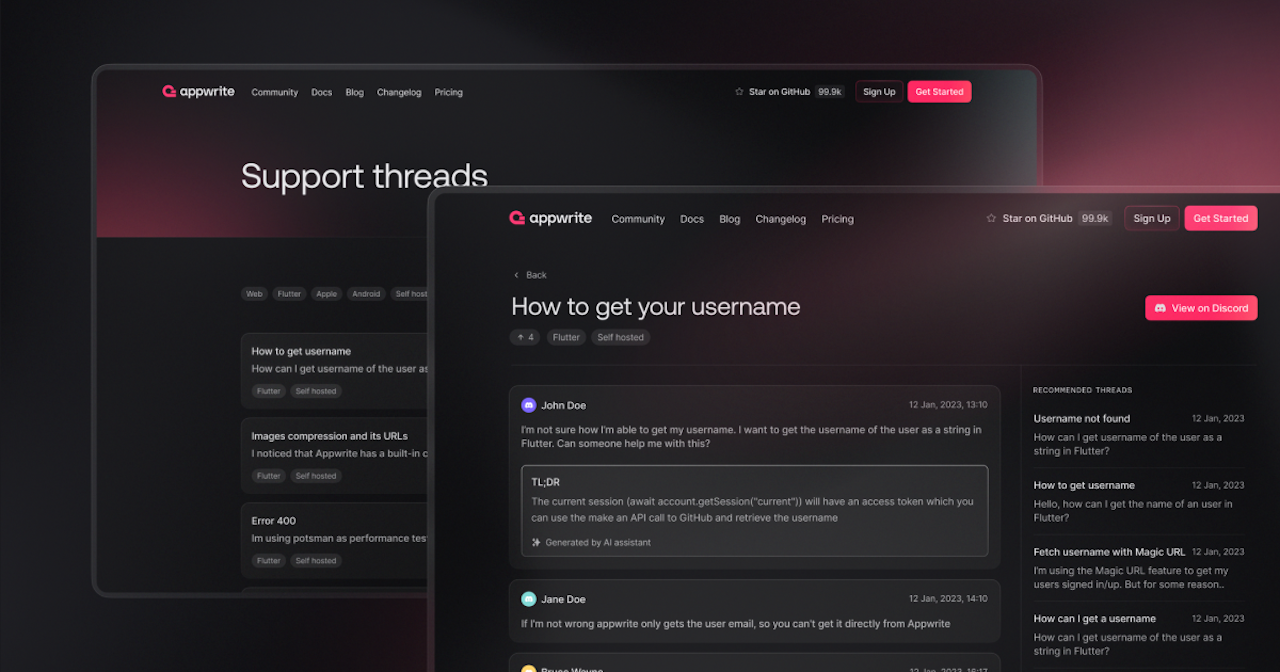 appwrite Community Docs Blog Changelog Pricing Star on GitHub 99.9k Sign Up Get Started
Support threads
Web Flutter Apple Android Self host
How to get username
How can I get username of the user as
Flutter Self hosted
Images compression and its URLs
I noticed that Appwrite has a built-in c
Flutter Self hosted
Error 400
Im using potsman as performance test
Flutter Self hosted
appwrite Community Docs Blog Changelog Pricing Star on GitHub 99.9k Sign Up Get Started
Back
How to get your username
View on Discord
4 Flutter Self hosted
John Doe 12 Jan, 2023, 13:10
I'm not sure how I'm able to get my username. I want to get the username of the user as a string in
Flutter. Can someone help me with this?
TL;DR
The current session (await account.getSession("current")) will have an access token which you
can use the make an API call to GitHub and retrieve the username
Generated by AI assistant
Jane Doe 12 Jan, 2023, 14:10
If I'm not wrong appwrite only gets the user email, so you can't get it directly from Appwrite
Bruce Wayne 12 Jan, 2023, 16:17
RECOMMENDED THREADS
Username not found 12 Jan, 2023
How can I get username of the user as a
string in Flutter?
How to get username 12 Jan, 2023
Hello, how can I get the name of an user in
Flutter?
Fetch username with Magic URL 12 Jan, 2023
I'm using the Magic URL feature to get my
users signed in/up. But for some reason..
How can I get a username 12 Jan, 2023
How can I get username of the user as a
string in Flutter?